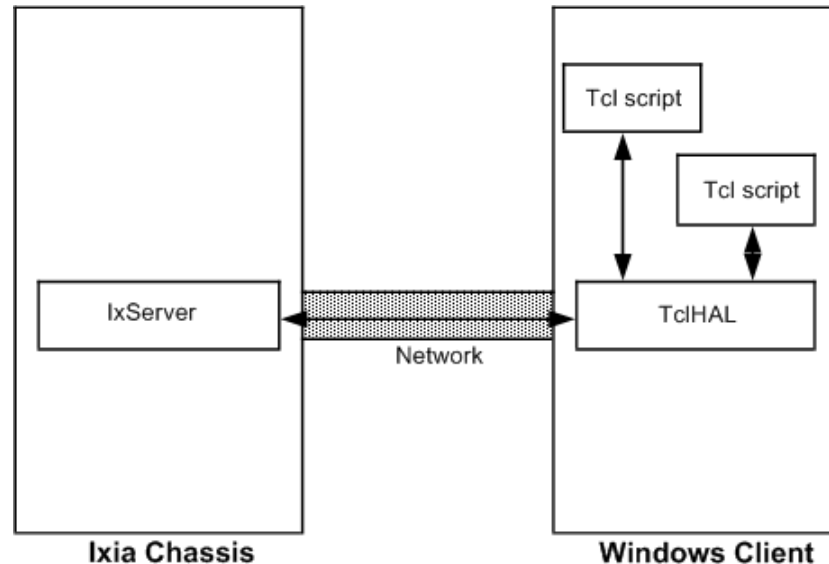 Tcl script
Tcl script
IxServer
TclHAL
Network
Ixia Chassis
Windows Client